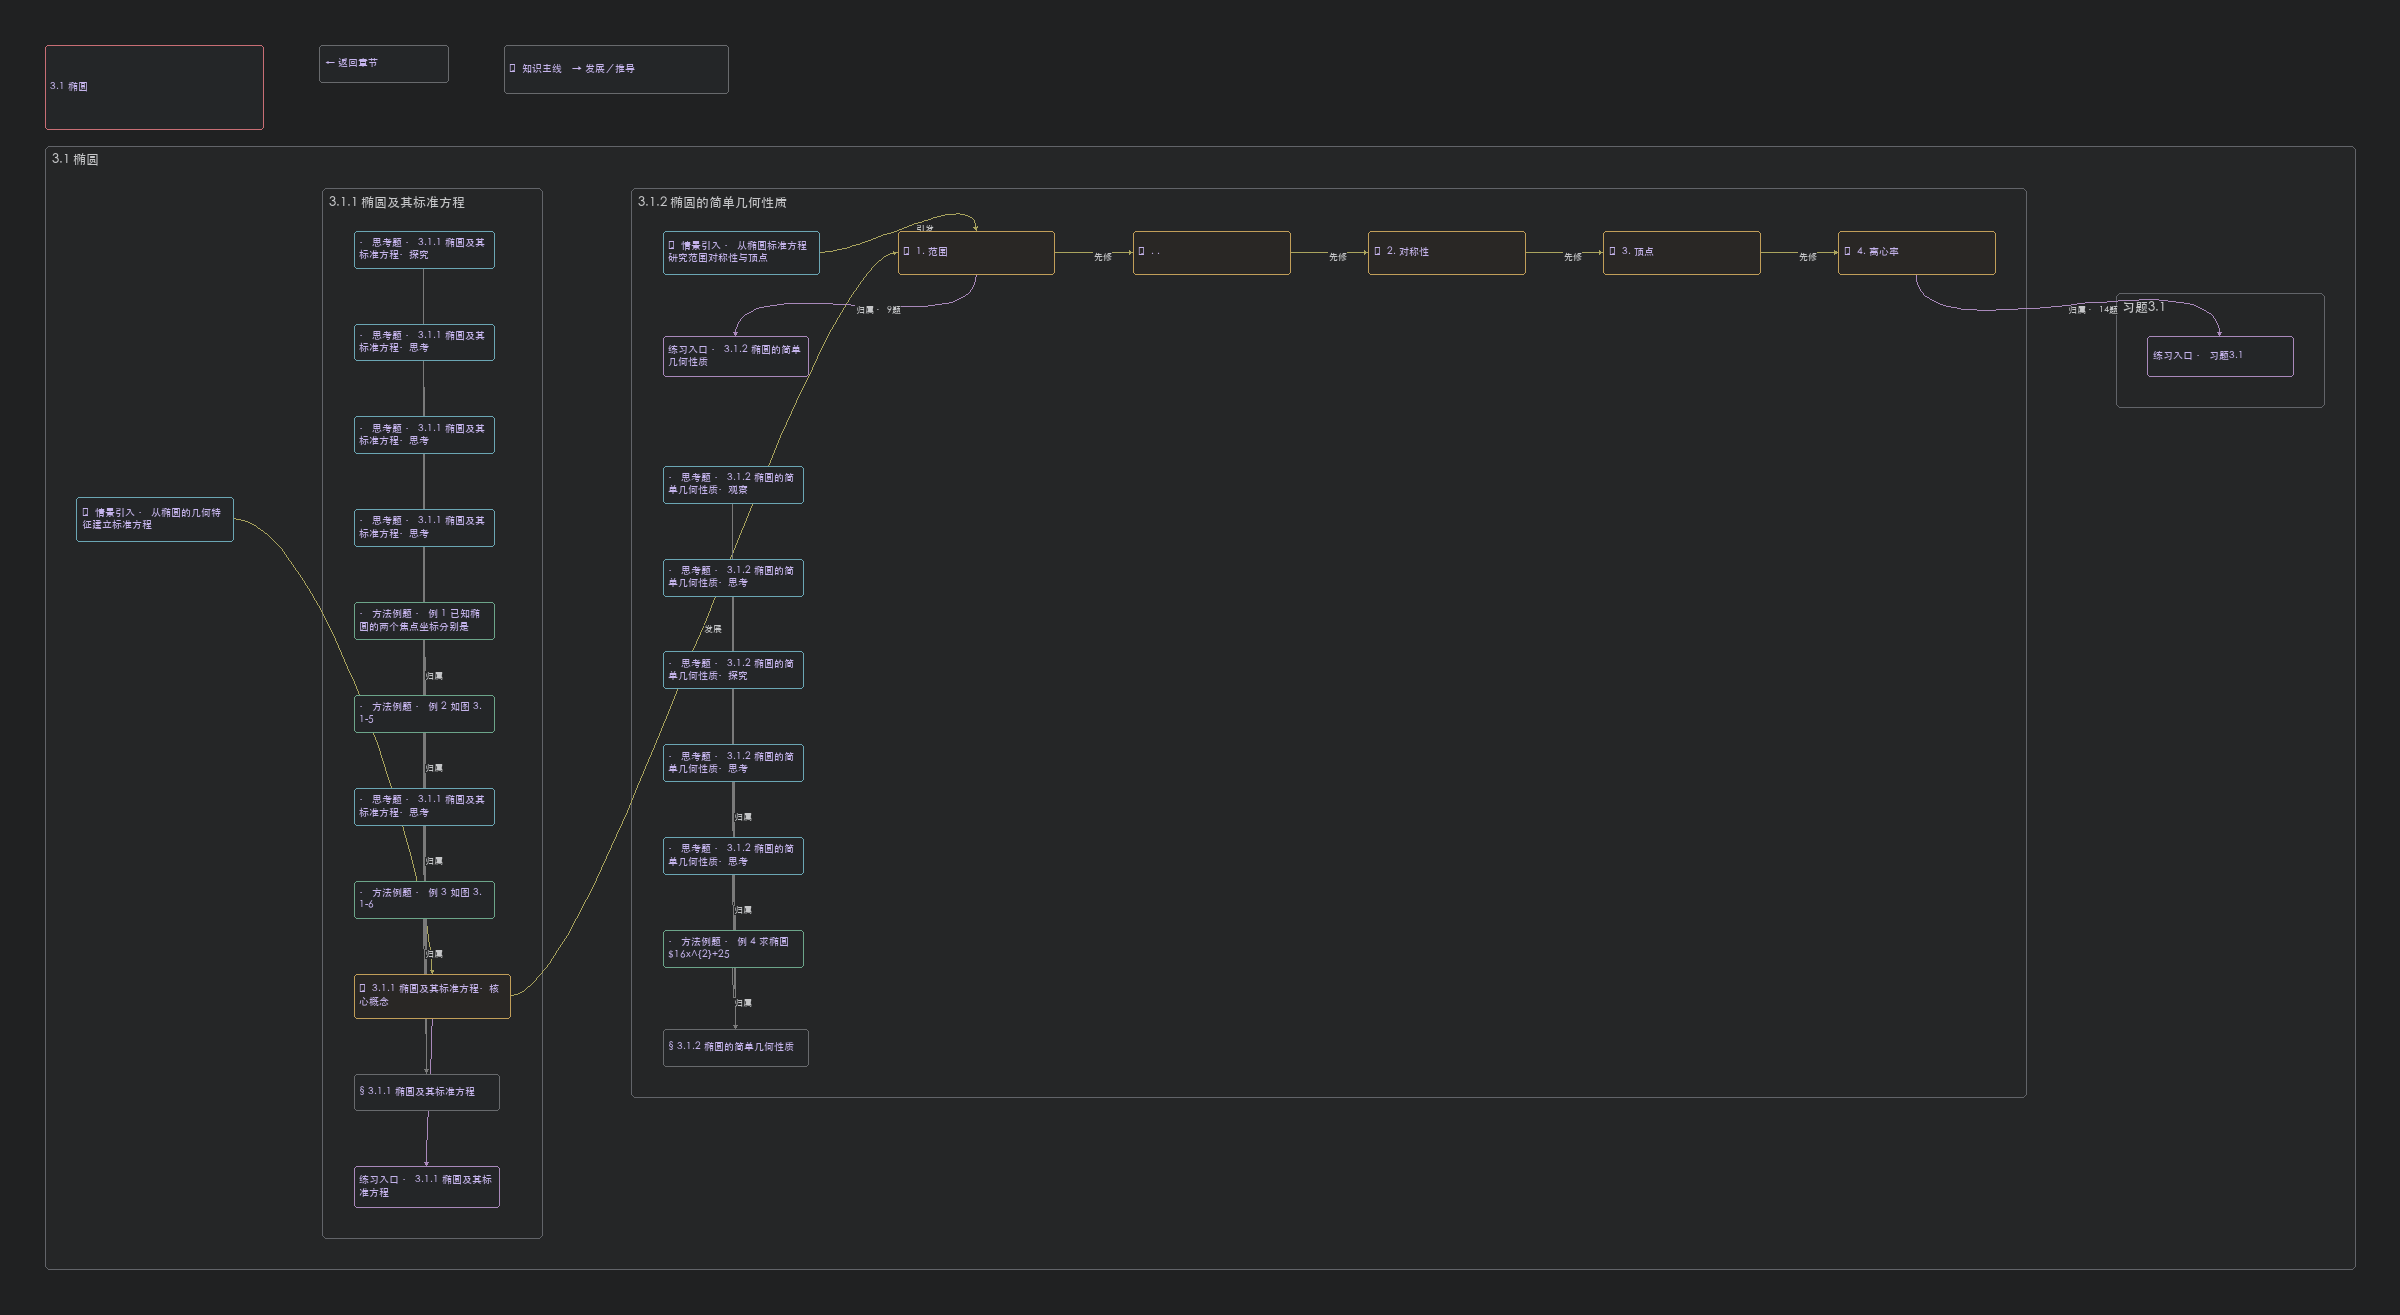 3.1 椭圆
← 返回章节
知识主线 → 发展／推导
3.1 椭圆
3.1.1 椭圆及其标准方程
· 思考题 · 3.1.1 椭圆及其
标准方程· 探究
· 思考题 · 3.1.1 椭圆及其
标准方程· 思考
· 思考题 · 3.1.1 椭圆及其
标准方程· 思考
情景引入 · 从椭圆的几何特
征建立标准方程
· 思考题 · 3.1.1 椭圆及其
标准方程· 思考
· 方法例题 · 例 1 已知椭
圆的两个焦点坐标分别是
归属
· 方法例题 · 例 2 如图 3.
1-5
归属
· 思考题 · 3.1.1 椭圆及其
标准方程· 思考
归属
· 方法例题 · 例 3 如图 3.
1-6
归属
3.1.1 椭圆及其标准方程· 核
心概念
§ 3.1.1 椭圆及其标准方程
练习入口 · 3.1.1 椭圆及其标
准方程
3.1.2 椭圆的简单几何性质
情景引入 · 从椭圆标准方程
研究范围对称性与顶点
引发
1. 范围
先修
. .
先修
2. 对称性
先修
3. 顶点
先修
4. 离心率
归属 · 9题
练习入口 · 3.1.2 椭圆的简单
几何性质
· 思考题 · 3.1.2 椭圆的简
单几何性质· 观察
· 思考题 · 3.1.2 椭圆的简
单几何性质· 思考
发展
· 思考题 · 3.1.2 椭圆的简
单几何性质· 探究
· 思考题 · 3.1.2 椭圆的简
单几何性质· 思考
归属
· 思考题 · 3.1.2 椭圆的简
单几何性质· 思考
归属
· 方法例题 · 例 4 求椭圆
$16x^{2}+25
归属
§ 3.1.2 椭圆的简单几何性质
归属 · 14题
习题3.1
练习入口 · 习题3.1